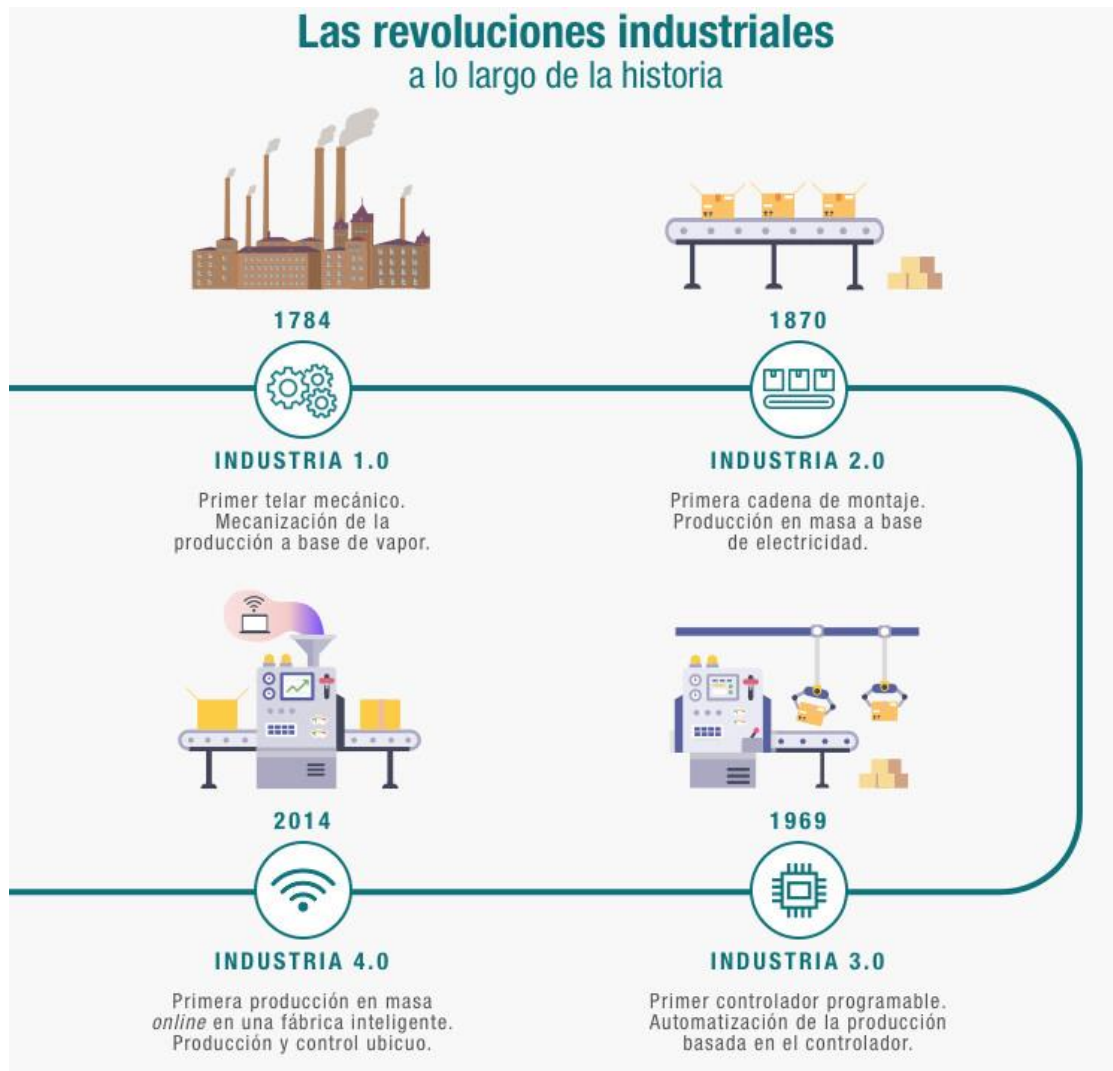 Las revoluciones industriales
a lo largo de la historia
1784
INDUSTRIA 1.0
Primer telar mecánico.
Mecanización de la
producción a base de vapor.
1870
INDUSTRIA 2.0
Primera cadena de montaje.
Producción en masa a base
de electricidad.
1969
INDUSTRIA 3.0
Primer controlador programable.
Automatización de la producción
basada en el controlador.
2014
INDUSTRIA 4.0
Primera producción en masa
online en una fábrica inteligente.
Producción y control ubicuo.